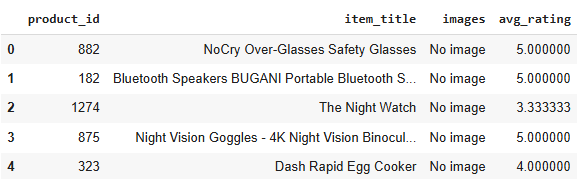 product_id item_title images avg_rating
0 882 NoCry Over-Glasses Safety Glasses No image 5.000000
1 182 Bluetooth Speakers BUGANI Portable Bluetooth S... No image 5.000000
2 1274 The Night Watch No image 3.333333
3 875 Night Vision Goggles - 4K Night Vision Binocul... No image 5.000000
4 323 Dash Rapid Egg Cooker No image 4.000000